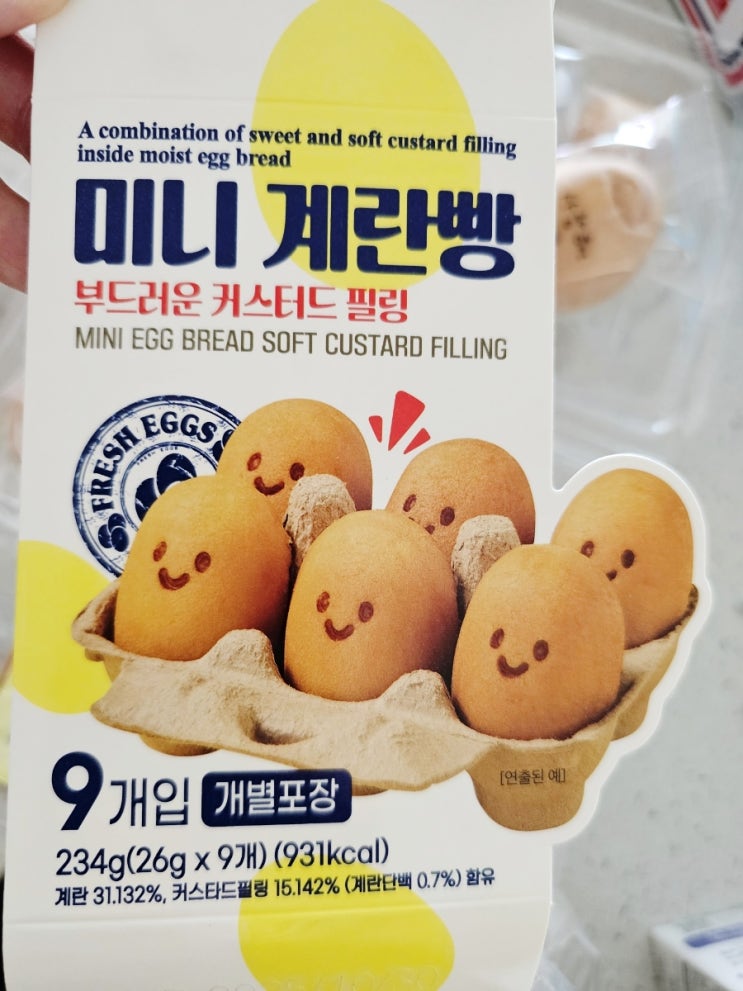 A combination of sweet and soft custard filling
inside moist egg bread
미니 계란빵
부드러운 커스터드 필링
MINI EGG BREAD SOFT CUSTARD FILLING
FRESH EGGS
[연출된 예]
9개입 개별포장
234g(26g x 9개) (931kcal)
계란 31.132%, 커스타드필링 15.142% (계란단백 0.7%) 함유